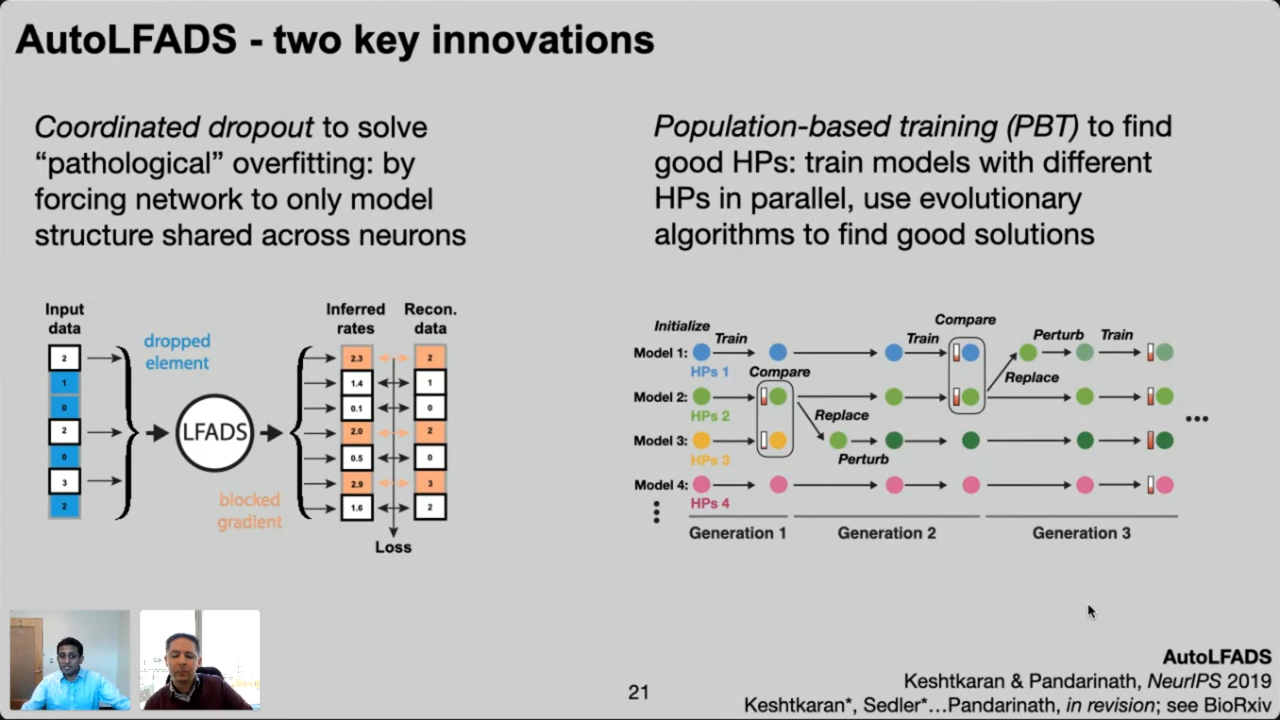 AutoLFADS - two key innovations
Coordinated dropout to solve
“pathological” overfitting: by
forcing network to only model
structure shared across neurons
Population-based training (PBT) to find
good HPs: train models with different
HPs in parallel, use evolutionary
algorithms to find good solutions
Input
data
dropped
element
2
1
0
2
0
3
2
LFADS
blocked
gradient
Inferred
rates
2.3
1.4
0.1
2.0
0.5
2.9
1.6
Recon.
data
2
1
0
2
0
3
2
Loss
Initialize
Train
Compare
Train
Compare
Perturb
Train
Replace
Replace
Perturb
Model 1:
HPs 1
Model 2:
HPs 2
Model 3:
HPs 3
Model 4:
HPs 4
Generation 1
Generation 2
Generation 3
21
AutoLFADS
Keshtkaran & Pandarinath, NeurIPS 2019
Keshtkaran*, Sedler*…Pandarinath, in revision; see BioRxiv